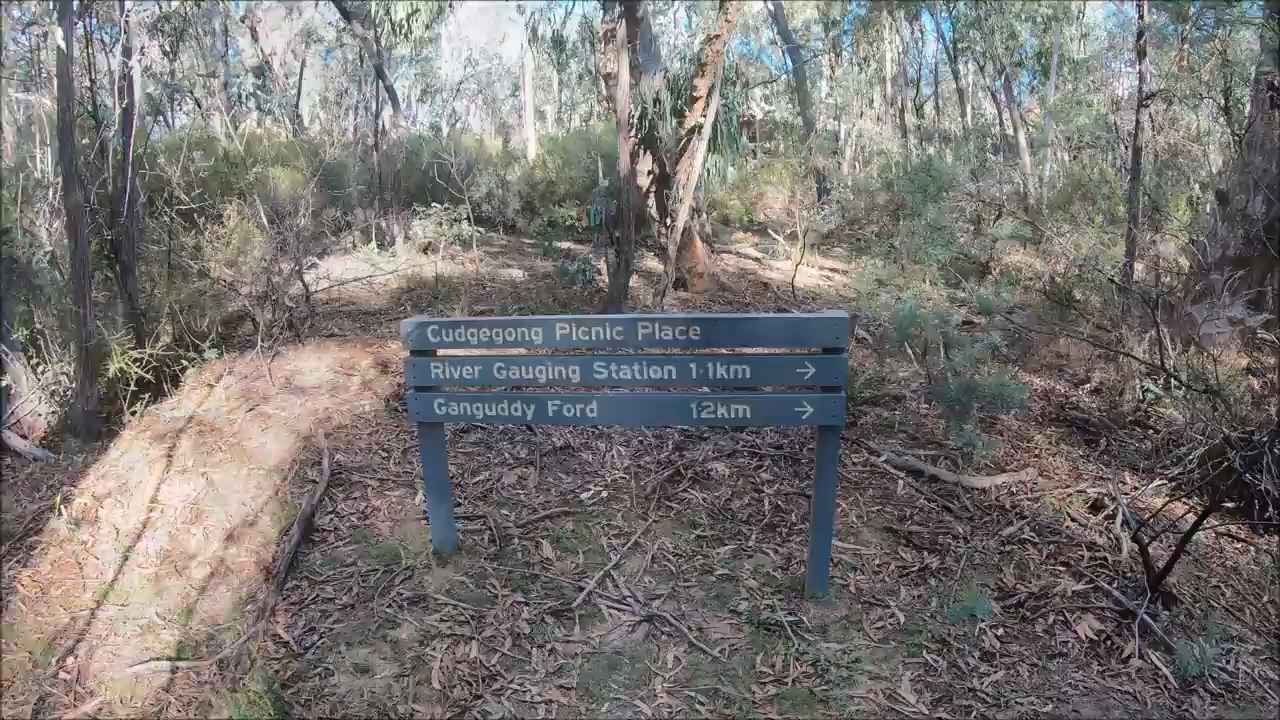 Cudgegong Picnic Place
River Gauging Station 1·1km →
Ganguddy Ford 12km →